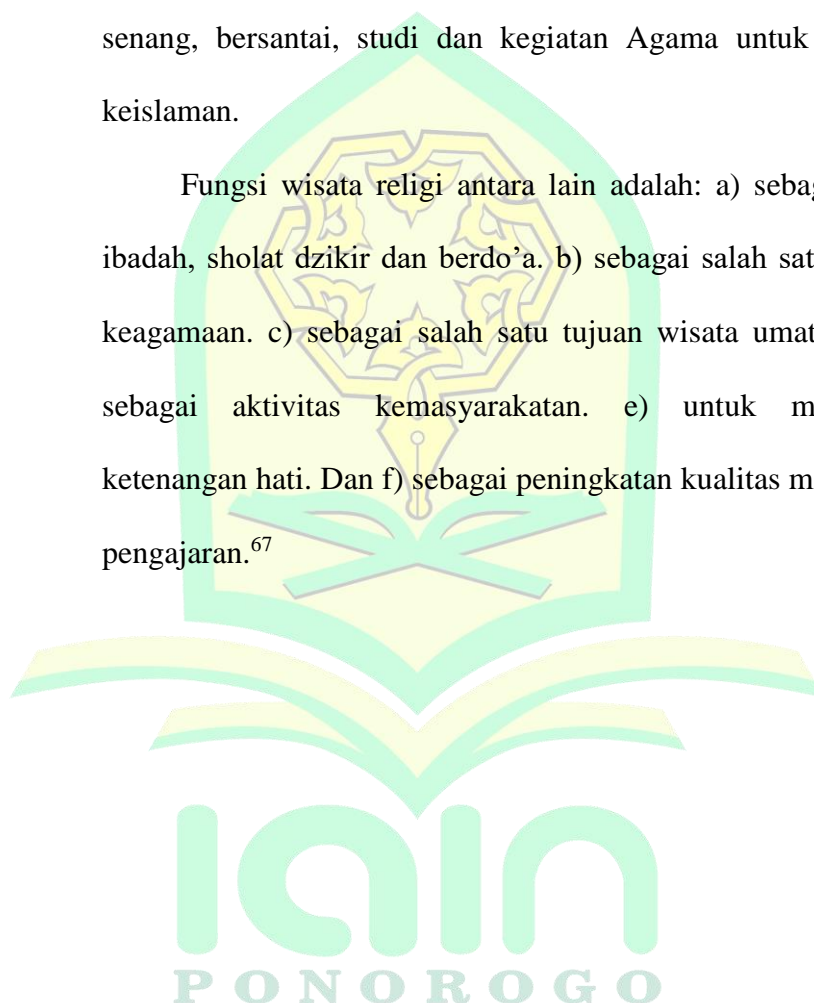 senang, bersantai, studi dan kegiatan Agama untuk
keislaman.
Fungsi wisata religi antara lain adalah: a)
ibadah, sholat dzikir dan berdo’a. b) sebagai salah
keagamaan. c) sebagai salah satu tujuan wisata umat
sebagai aktivitas kemasyarakatan. e) untuk
ketenangan hati. Dan f) sebagai peningkatan kualitas
pengajaran.67
iain
PONOROGO